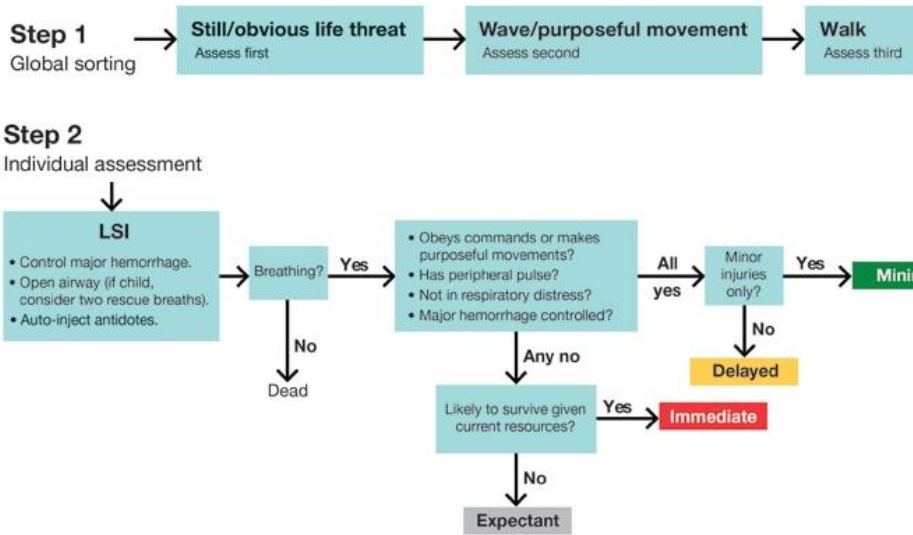 Step 1
Global sorting
Still/obvious life threat
Assess first
Wave/purposeful movement
Assess second
Walk
Assess third
Step 2
Individual assessment
LSI
• Control major hemorrhage.
• Open airway (if child,
consider two rescue breaths).
• Auto-inject antidotes.
Breathing?
Yes
No
Dead
• Obeys commands or makes
purposeful movements?
• Has peripheral pulse?
• Not in respiratory distress?
• Major hemorrhage controlled?
All
yes
Minor
injuries
only?
Yes
No
Delayed
Any no
Likely to survive given
current resources?
Yes
Immediate
No
Expectant